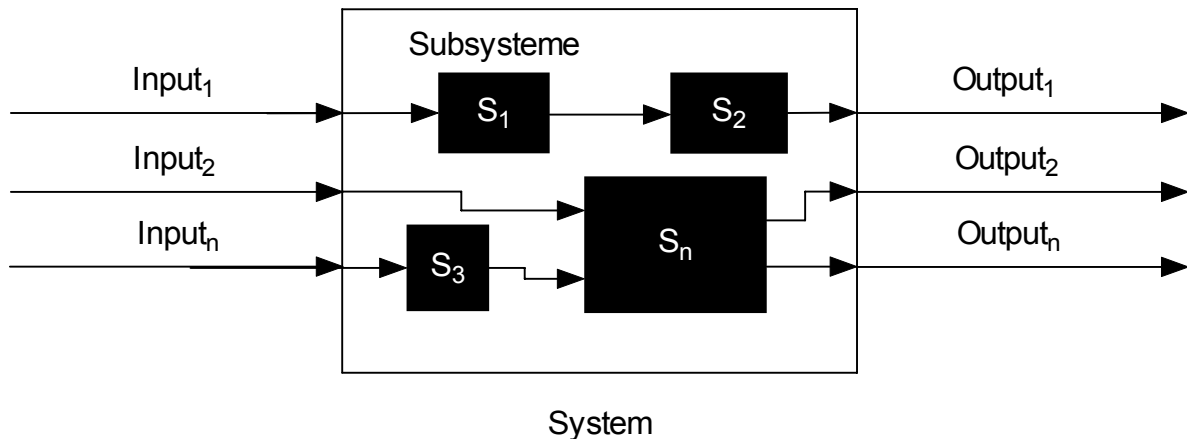 Subsysteme
Input₁
S₁
S₂
Output₁
Input₂
Output₂
Inputₙ
S₃
Sₙ
Outputₙ
System